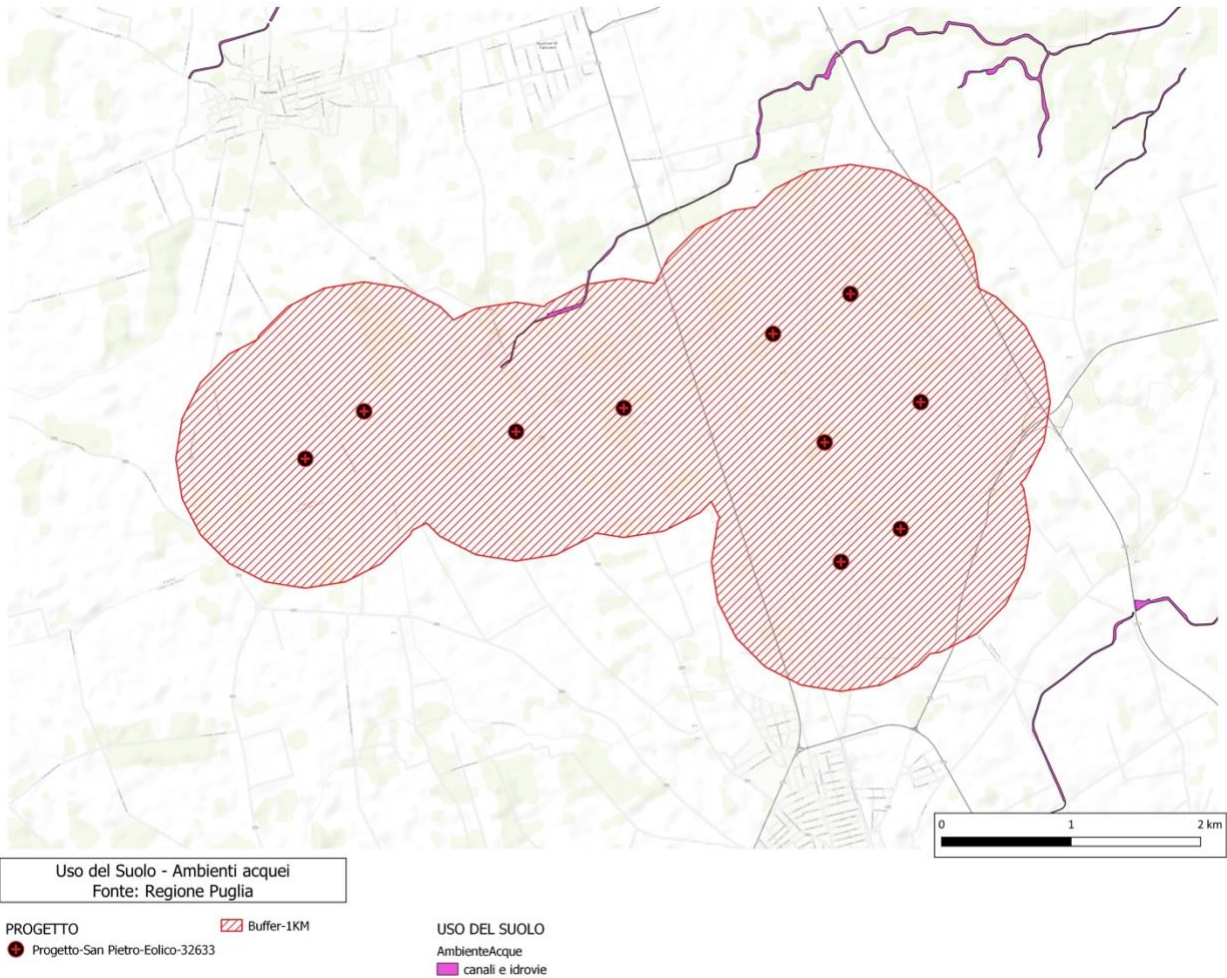 0 1 2 km
Uso del Suolo - Ambienti acquei
Fonte: Regione Puglia
PROGETTO
Buffer-1KM
Progetto-San Pietro-Eolico-32633
USO DEL SUOLO
AmbienteAcque
canali e idrovie